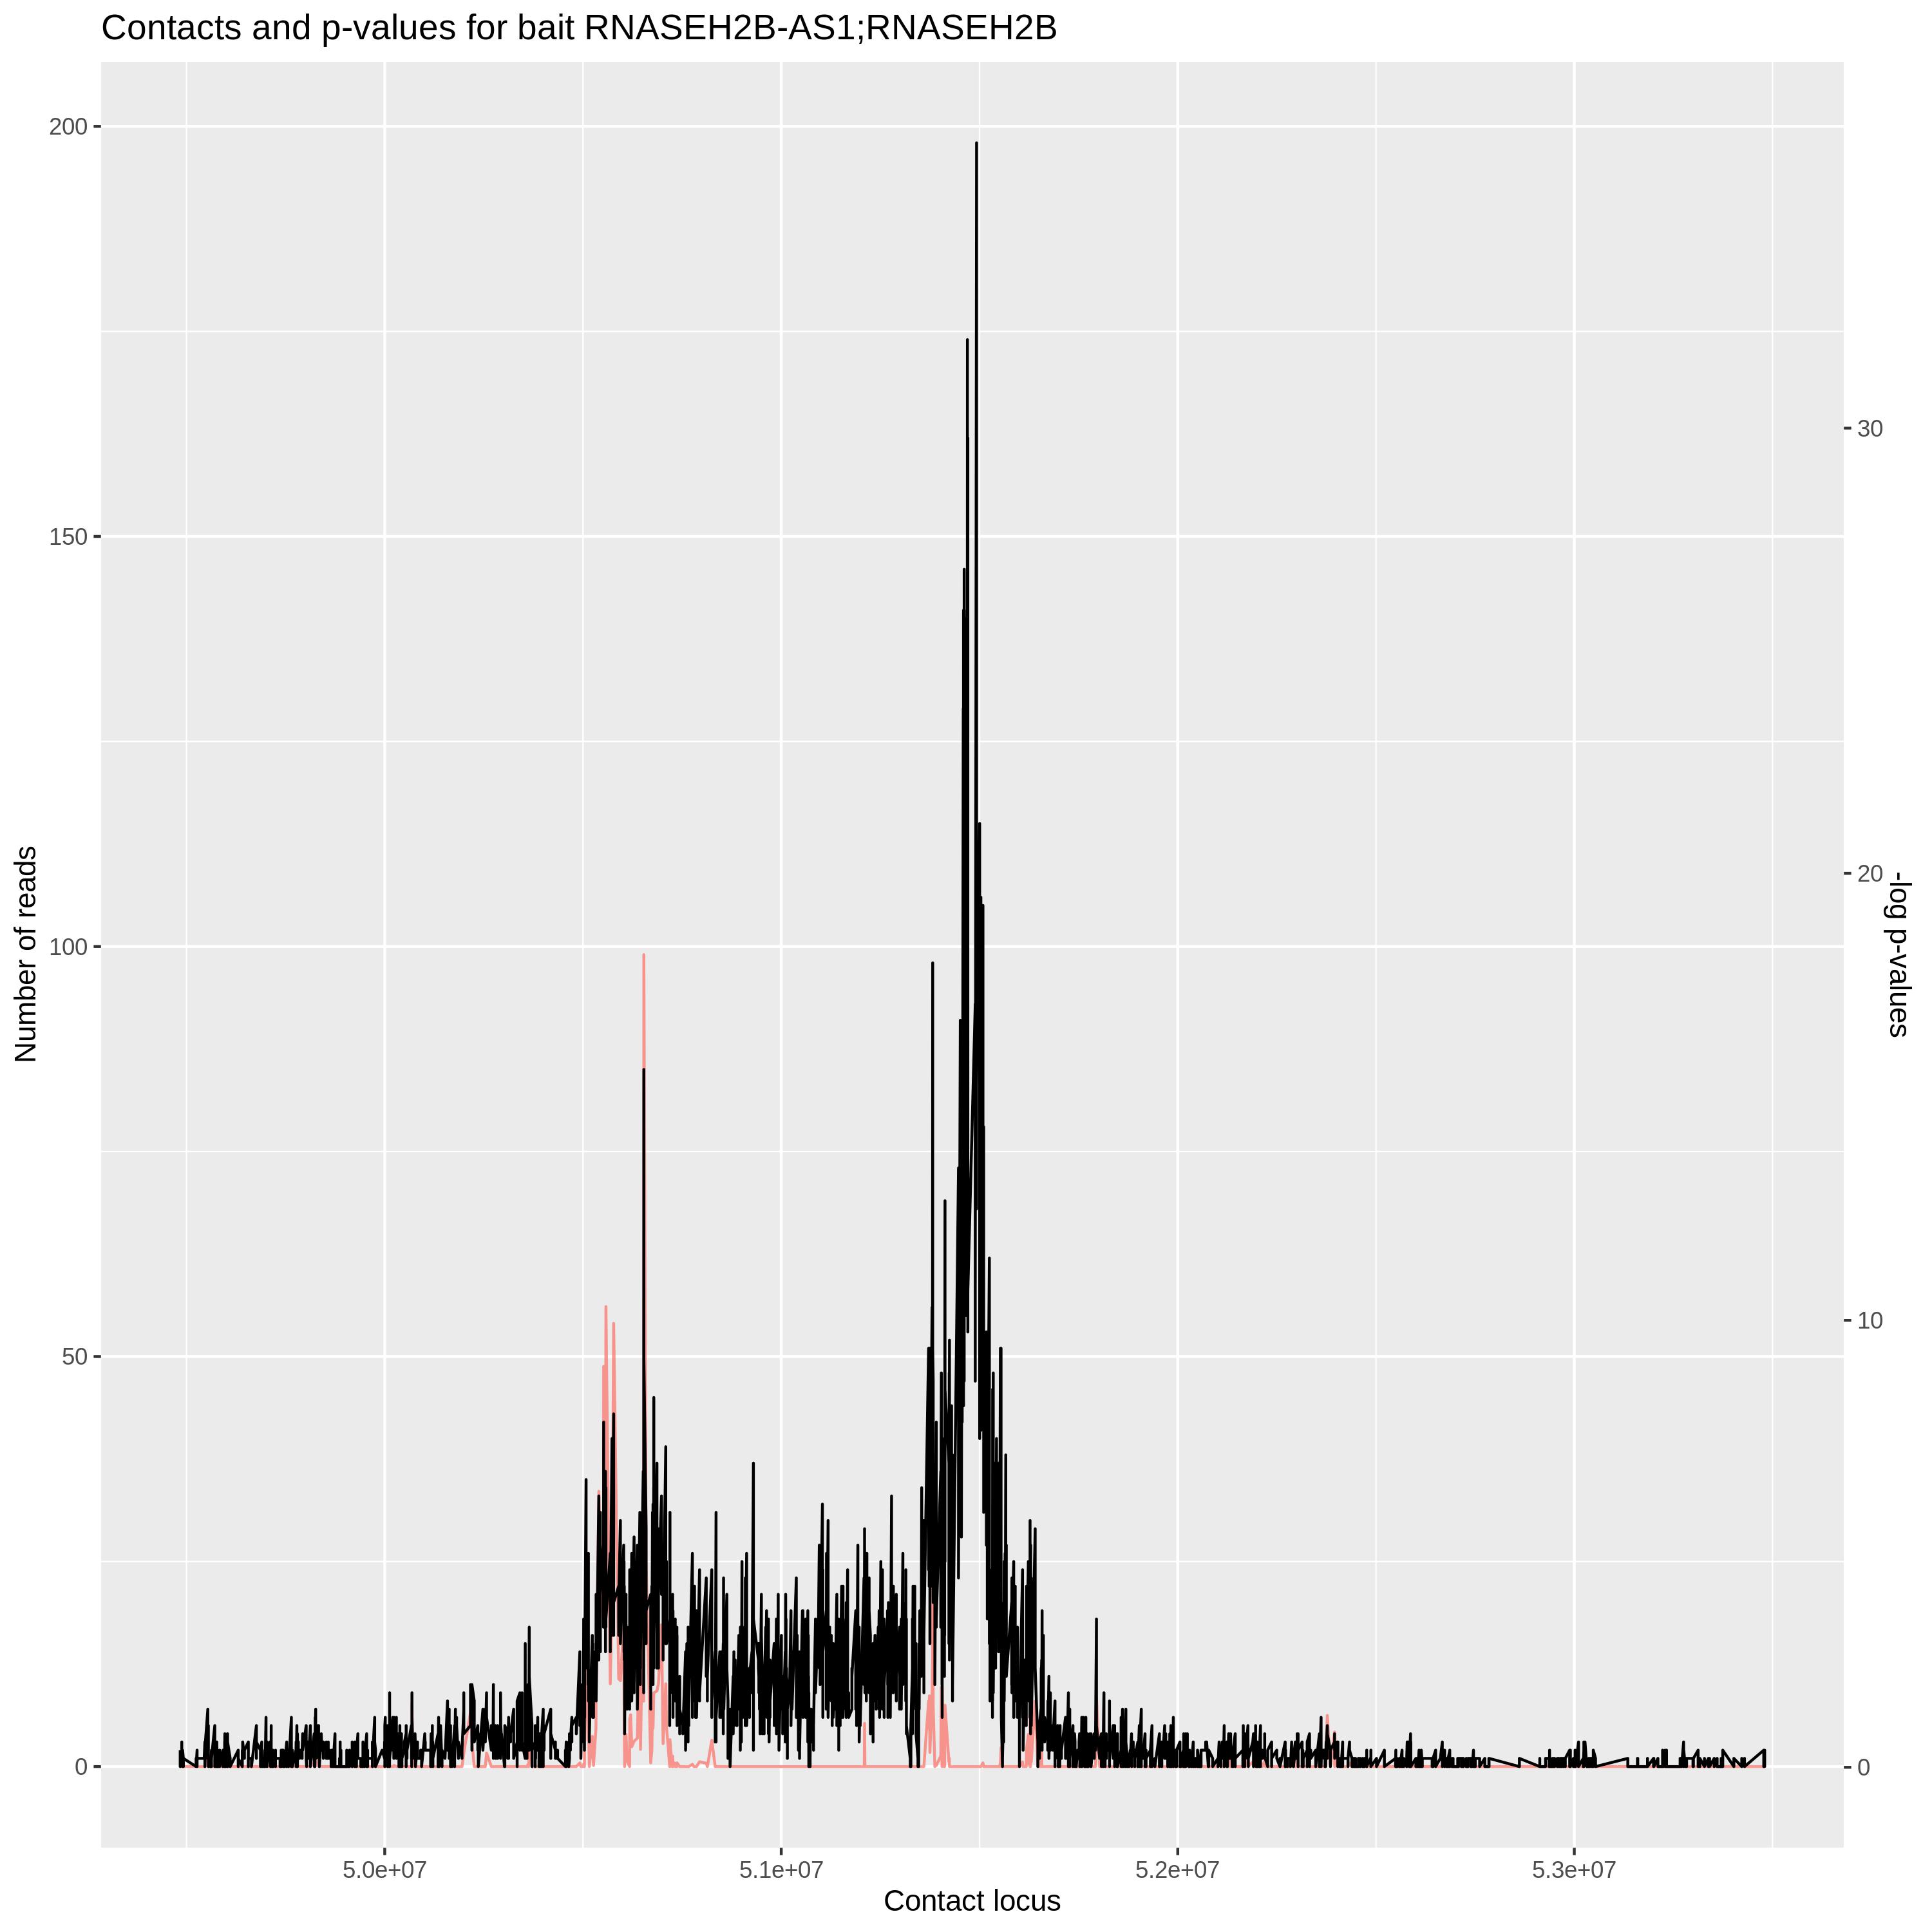 Contacts and p-values for bait RNASEH2B-AS1;RNASEH2B
200
150
100
50
0
Number of reads
30
20
10
0
-log p-values
5.0e+07
5.1e+07
5.2e+07
5.3e+07
Contact locus